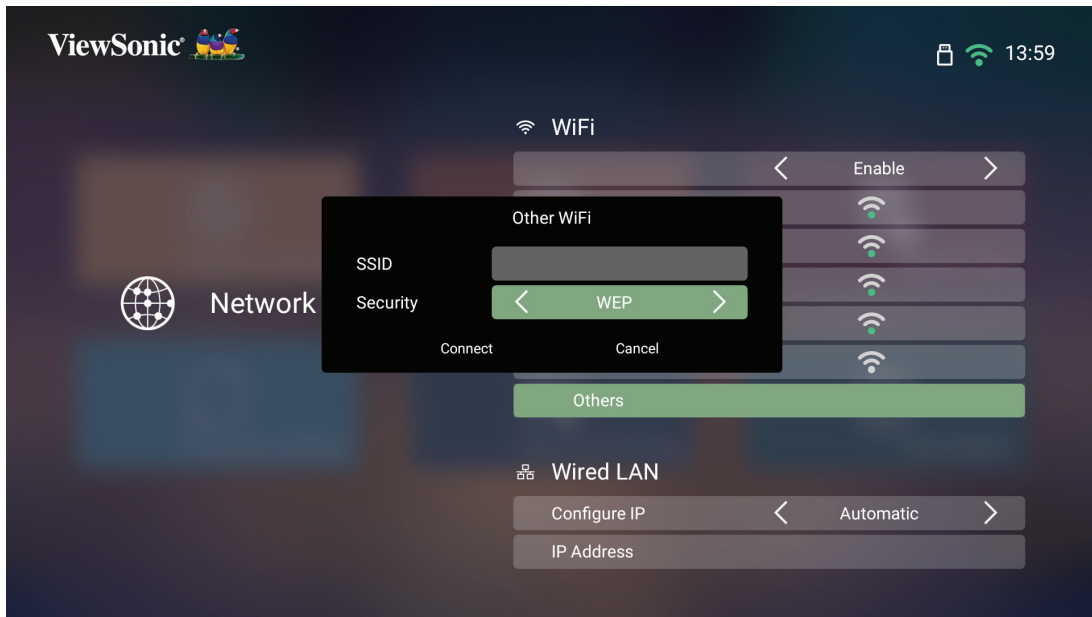 ViewSonic
13:59
WiFi
Enable
Other WiFi
SSID
Network
Security
WEP
Connect
Cancel
Others
Wired LAN
Configure IP
Automatic
IP Address